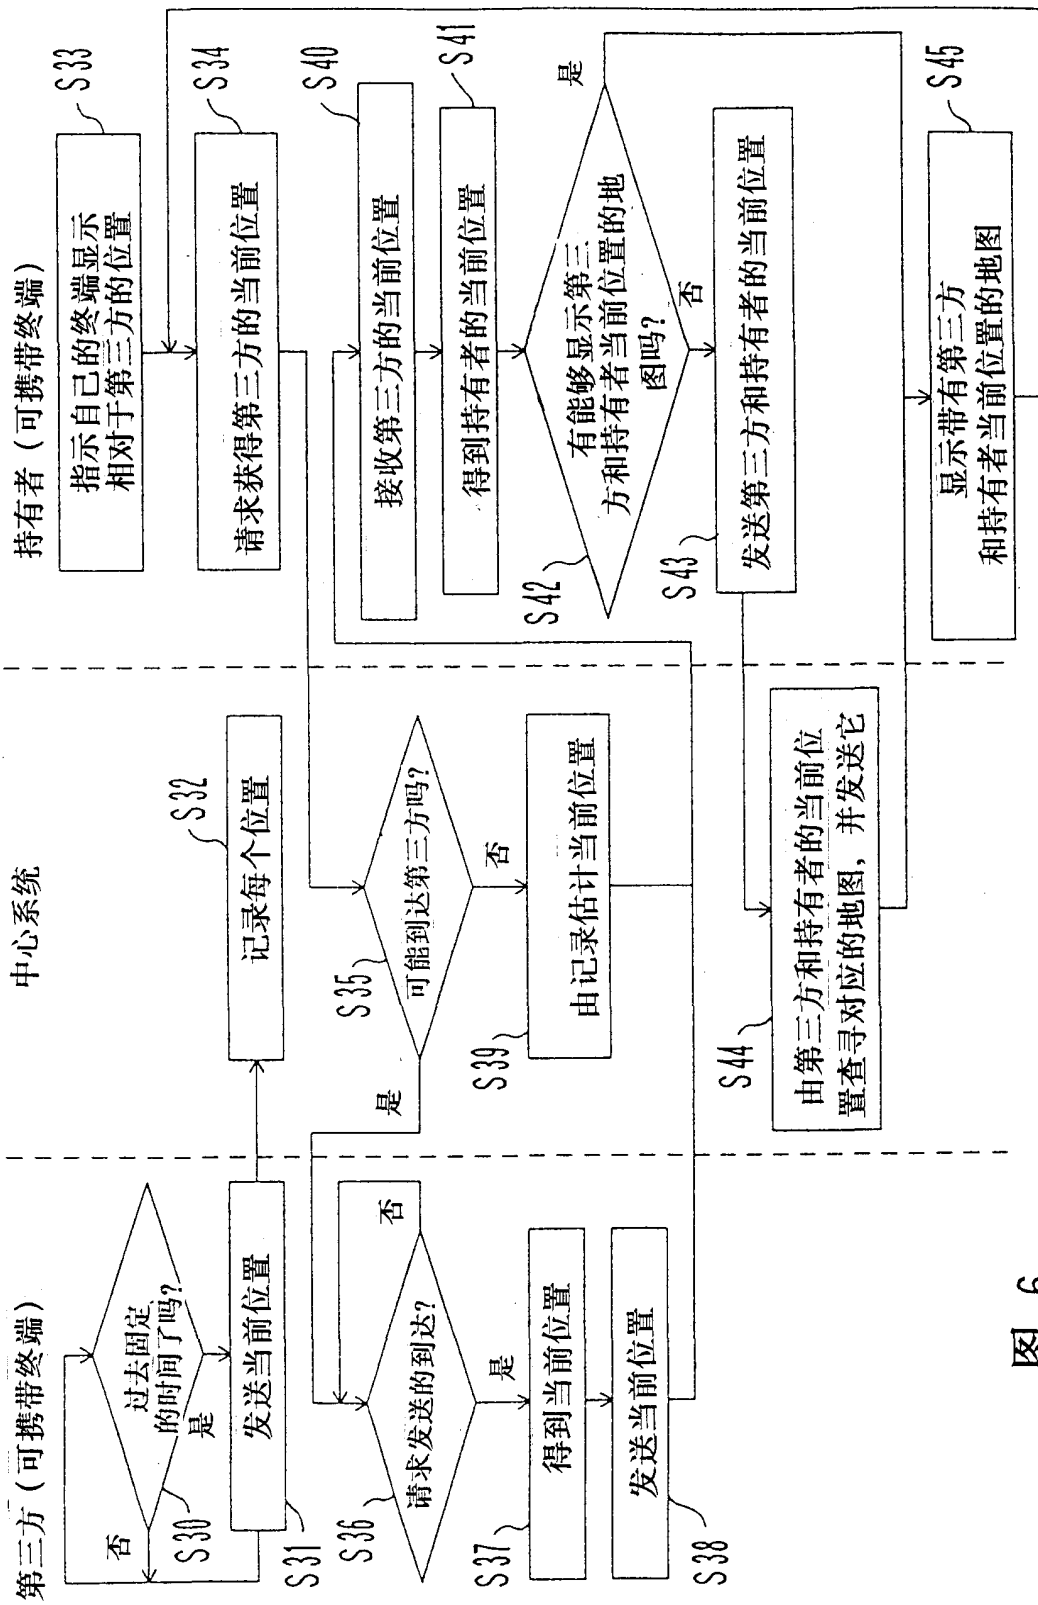 第三方（可携带终端）
中心系统
持有者（可携带终端）
过去固定
的时间了吗?
否
是
S30
发送当前位置
S31
记录每个位置
S32
指示自己的终端显示
相对于第三方的位置
S33
请求获得第三方的当前位置
S34
可能到达第三方吗?
S35
是
否
请求发送的到达?
S36
否
是
得到当前位置
S37
发送当前位置
S38
由记录估计当前位置
S39
接收第三方的当前位置
S40
得到持有者的当前位置
S41
有能够显示第三
方和持有者当前位置的地
图吗?
S42
是
否
发送第三方和持有者的当前位置
S43
由第三方和持有者的当前位
置查寻对应的地图，并发送它
S44
显示带有第三方
和持有者当前位置的地图
S45
图 6